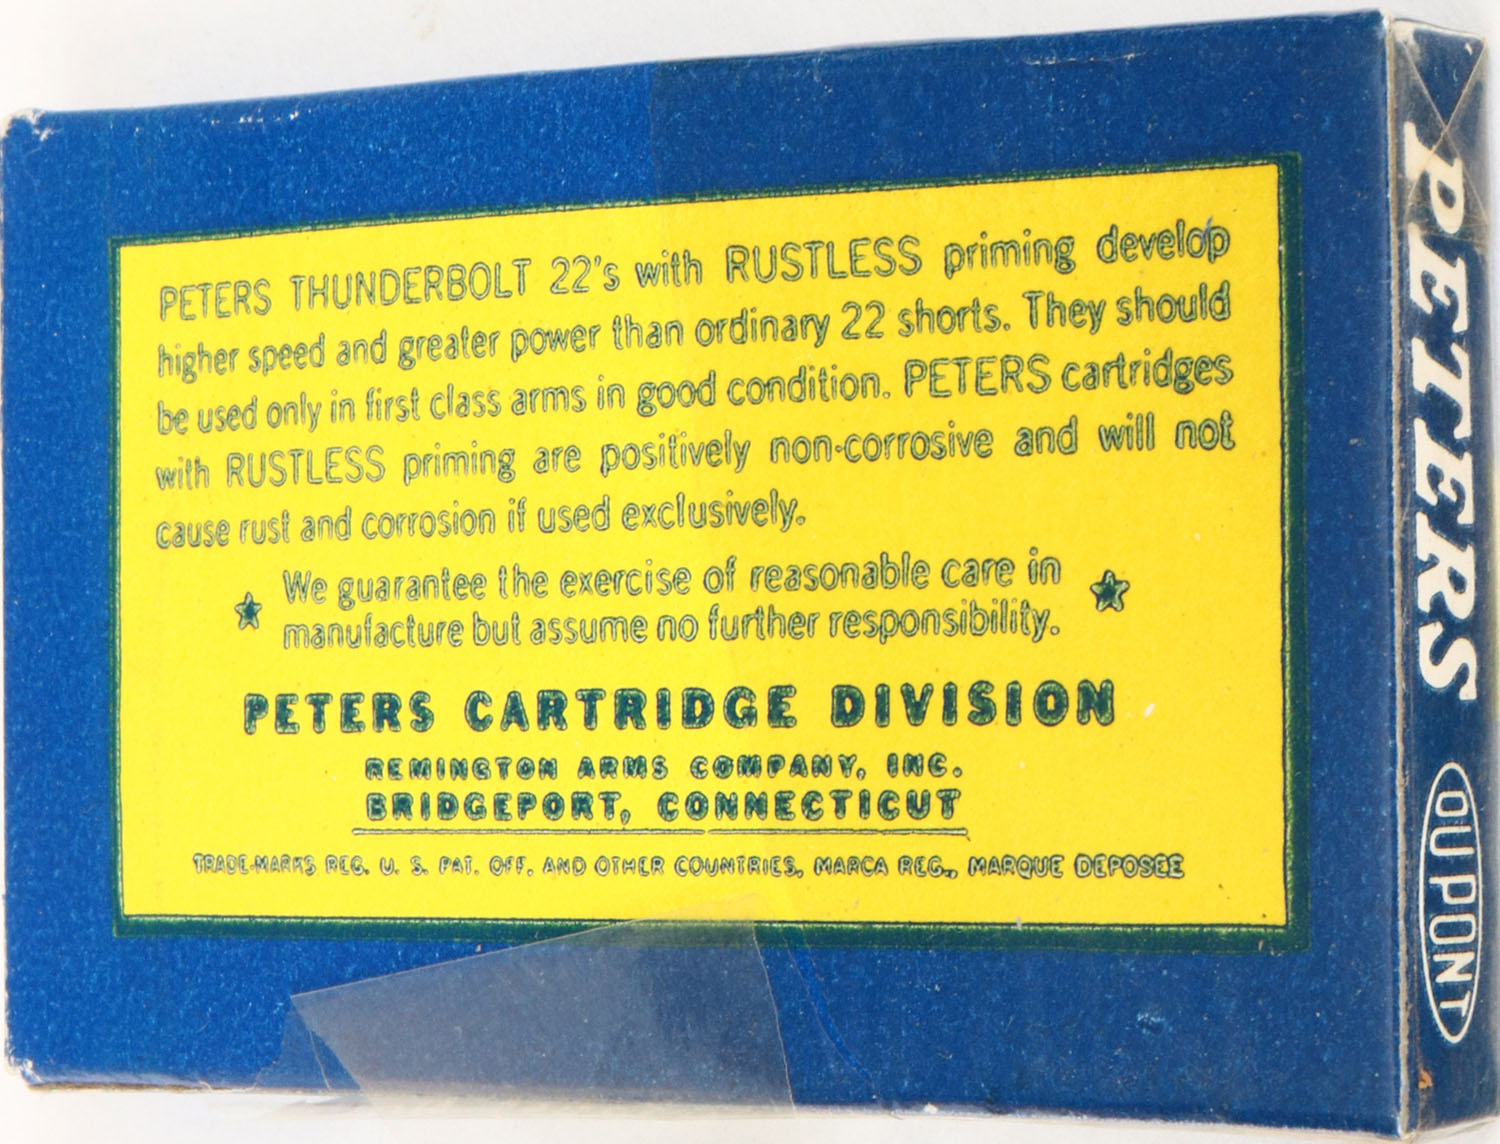 PETERS THUNDERBOLT 22's with RUSTLESS priming develop
higher speed and greater power than ordinary 22 shorts. They should
be used only in first class arms in good condition. PETERS cartridges
with RUSTLESS priming are positively non-corrosive and will not
cause rust and corrosion if used exclusively.
We guarantee the exercise of reasonable care in
manufacture but assume no further responsibility.
PETERS CARTRIDGE DIVISION
REMINGTON ARMS COMPANY, INC.
BRIDGEPORT, CONNECTICUT
TRADE-MARKS REG. U. S. PAT. OFF. AND OTHER COUNTRIES, MARCA REG., MARQUE DEPOSEE
PETERS
DU PONT